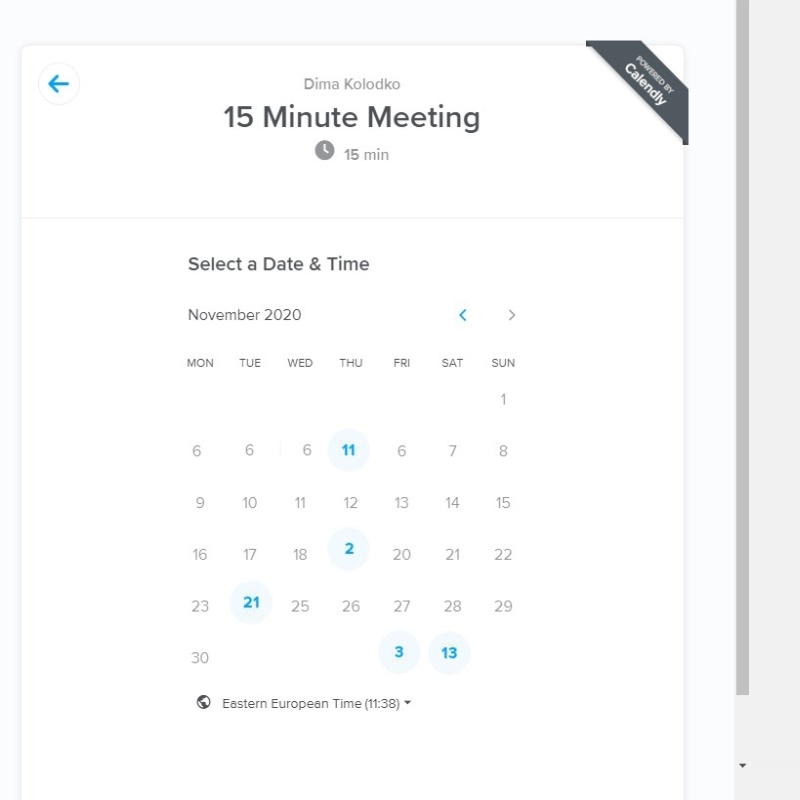 Dima Kolodko
POWERED BY
Calendly
15 Minute Meeting
15 min
Select a Date & Time
November 2020
MON TUE WED THU FRI SAT SUN
1
6 6 6 11 6 7 8
9 10 11 12 13 14 15
16 17 18 2 20 21 22
23 21 25 26 27 28 29
30 3 13
Eastern European Time (11:38)